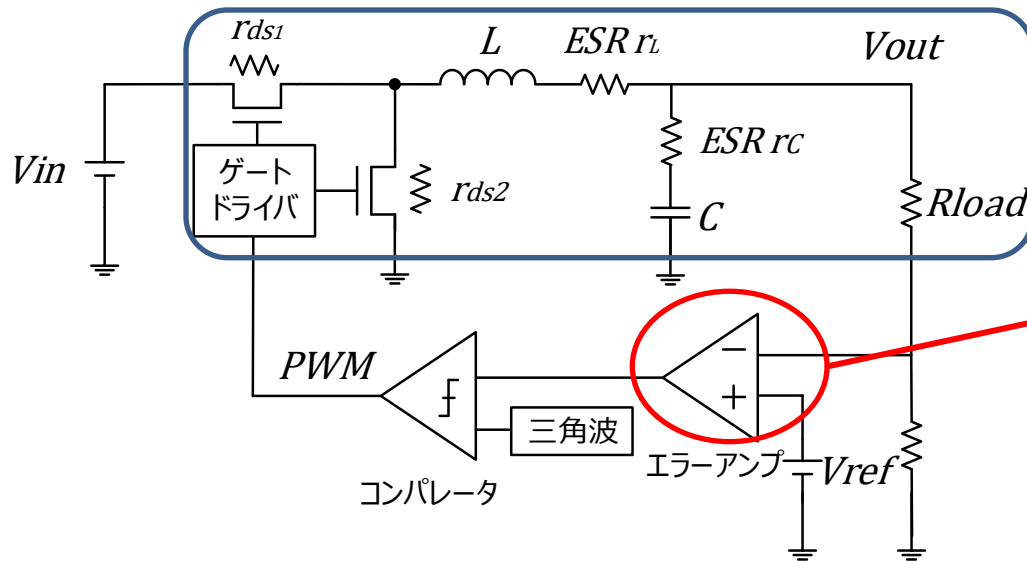 rds1
L
ESR rL
Vout
Vin
ゲート
ドライバ
rds2
ESR rC
C
Rload
PWM
−
+
三角波
エラーアンプ
Vref
コンパレータ